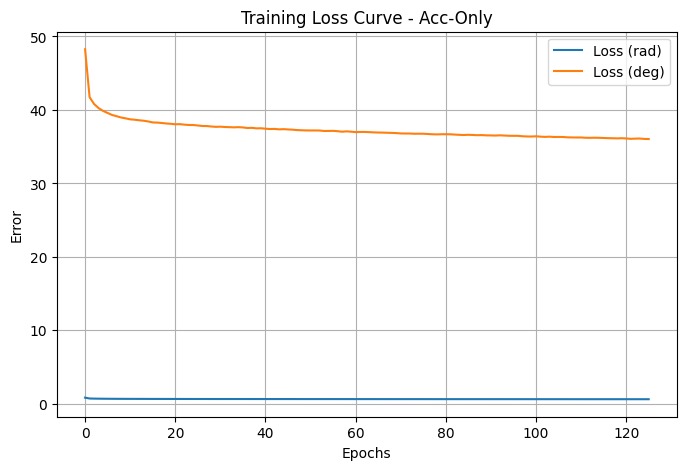 Training Loss Curve - Acc-Only
Loss (rad)
Loss (deg)
Error
50
40
30
20
10
0
0 20 40 60 80 100 120
Epochs